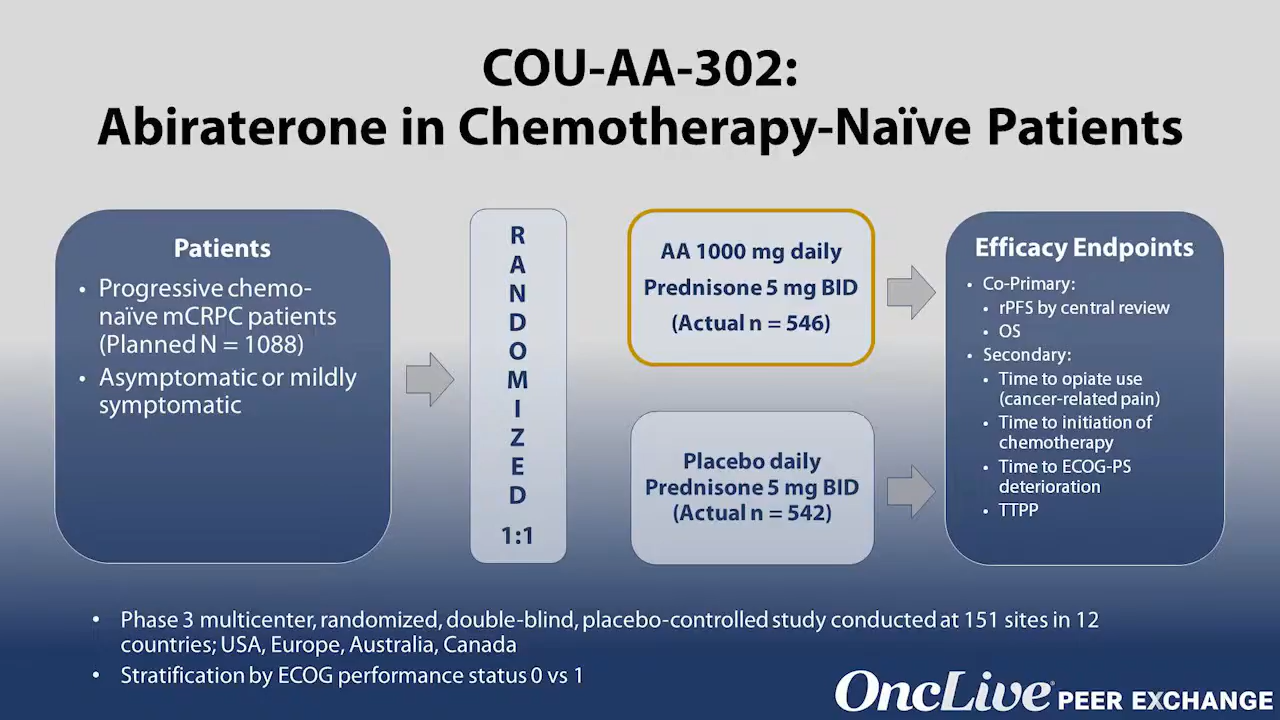 COU-AA-302:
Abiraterone in Chemotherapy-Naïve Patients
Patients
• Progressive chemo-
naïve mCRPC patients
(Planned N = 1088)
• Asymptomatic or mildly
symptomatic
R
A
N
D
O
M
I
Z
E
D
1:1
AA 1000 mg daily
Prednisone 5 mg BID
(Actual n = 546)
Placebo daily
Prednisone 5 mg BID
(Actual n = 542)
Efficacy Endpoints
• Co-Primary:
• rPFS by central review
• OS
• Secondary:
• Time to opiate use
(cancer-related pain)
• Time to initiation of
chemotherapy
• Time to ECOG-PS
deterioration
• TTPP
• Phase 3 multicenter, randomized, double-blind, placebo-controlled study conducted at 151 sites in 12
countries; USA, Europe, Australia, Canada
• Stratification by ECOG performance status 0 vs 1
OncLive® PEER EXCHANGE